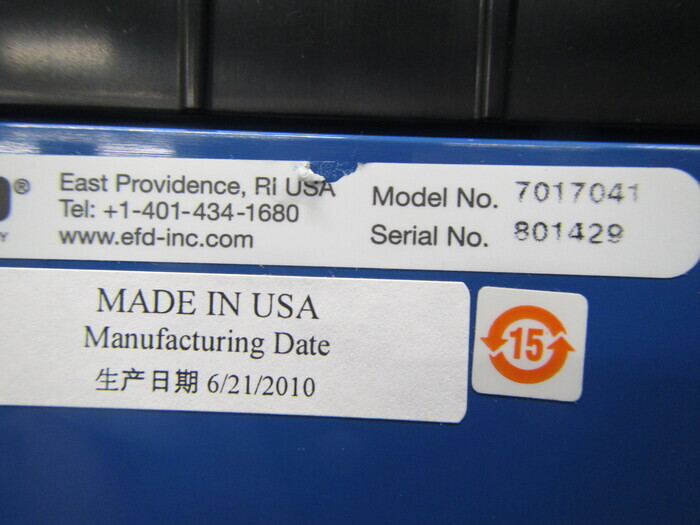 ®
East Providence, RI USA
Tel: +1-401-434-1680
www.efd-inc.com
Model No. 7017041
Serial No. 801429
MADE IN USA
Manufacturing Date
生产日期 6/21/2010
15